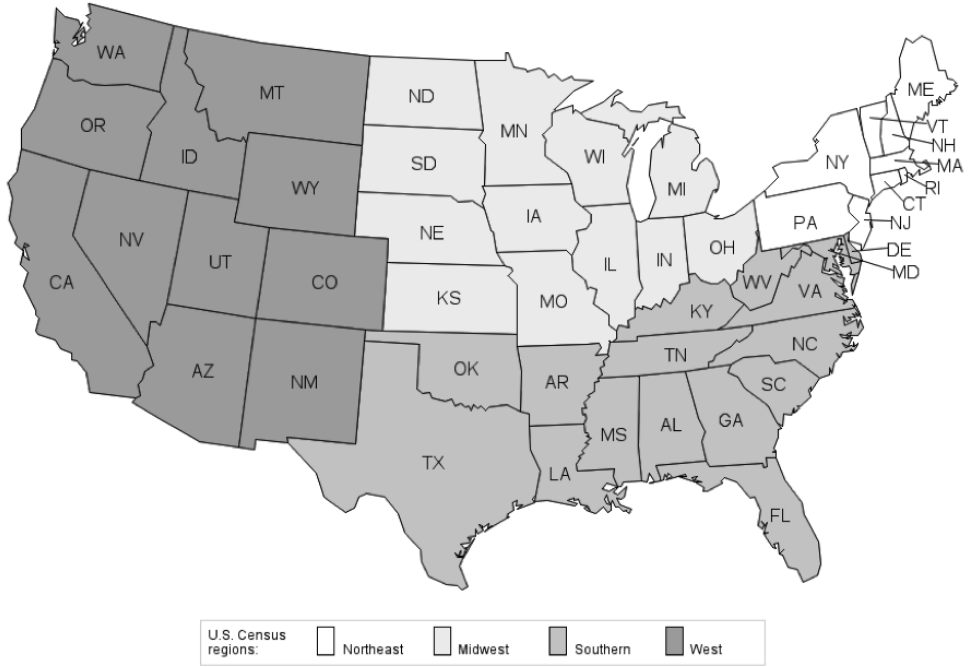 WA
MT
ND
MN
ME
OR
ID
SD
WI
VT
NH
NY
MA
WY
MI
RI
CT
IA
PA
NJ
NE
NV
UT
OH
DE
CO
IL
IN
MD
CA
KS
MO
WV
VA
KY
NC
TN
AZ
NM
OK
AR
SC
GA
MS
AL
TX
LA
FL
U.S. Census
regions:
Northeast
Midwest
Southern
West